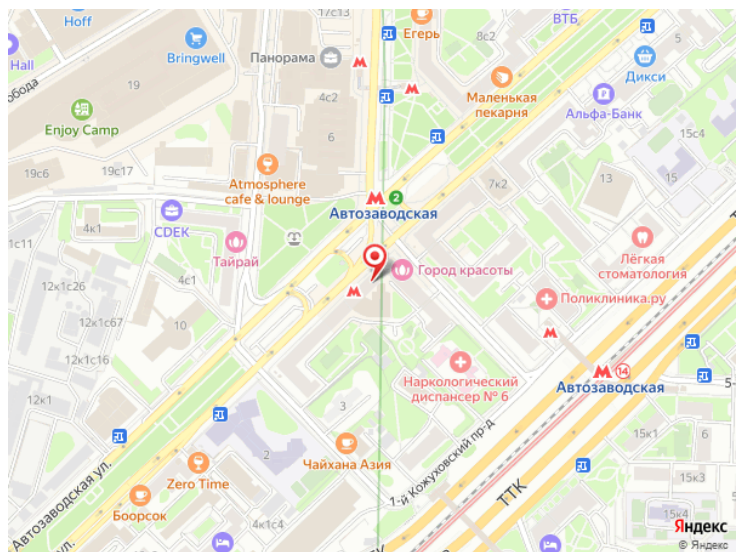 Hoff
17с13
Егерь
ВТБ
Hall
Bringwell
Панорама
8с2
5
Дикси
19
4с2
Маленькая
пекарня
Альфа-Банк
Enjoy Camp
6
15с4
19с6
19с17
Atmosphere
cafe & lounge
7к2
13
15
2
Автозаводская
CDEK
4к1
1с11
Тайрай
Лёгкая
стоматология
4с1
Город красоты
12к1с26
12к1с67
10
Поликлиника.ру
12к1с16
14
Автозаводская
Наркологический
диспансер № 6
5-
3
2
Чайхана Азия
15к1
6
Zero Time
1-й Кожуховский пр-д
ТТК
15к3
Автозаводская ул.
Боорсок
4к1с4
15к4
Яндекс
© Яндекс